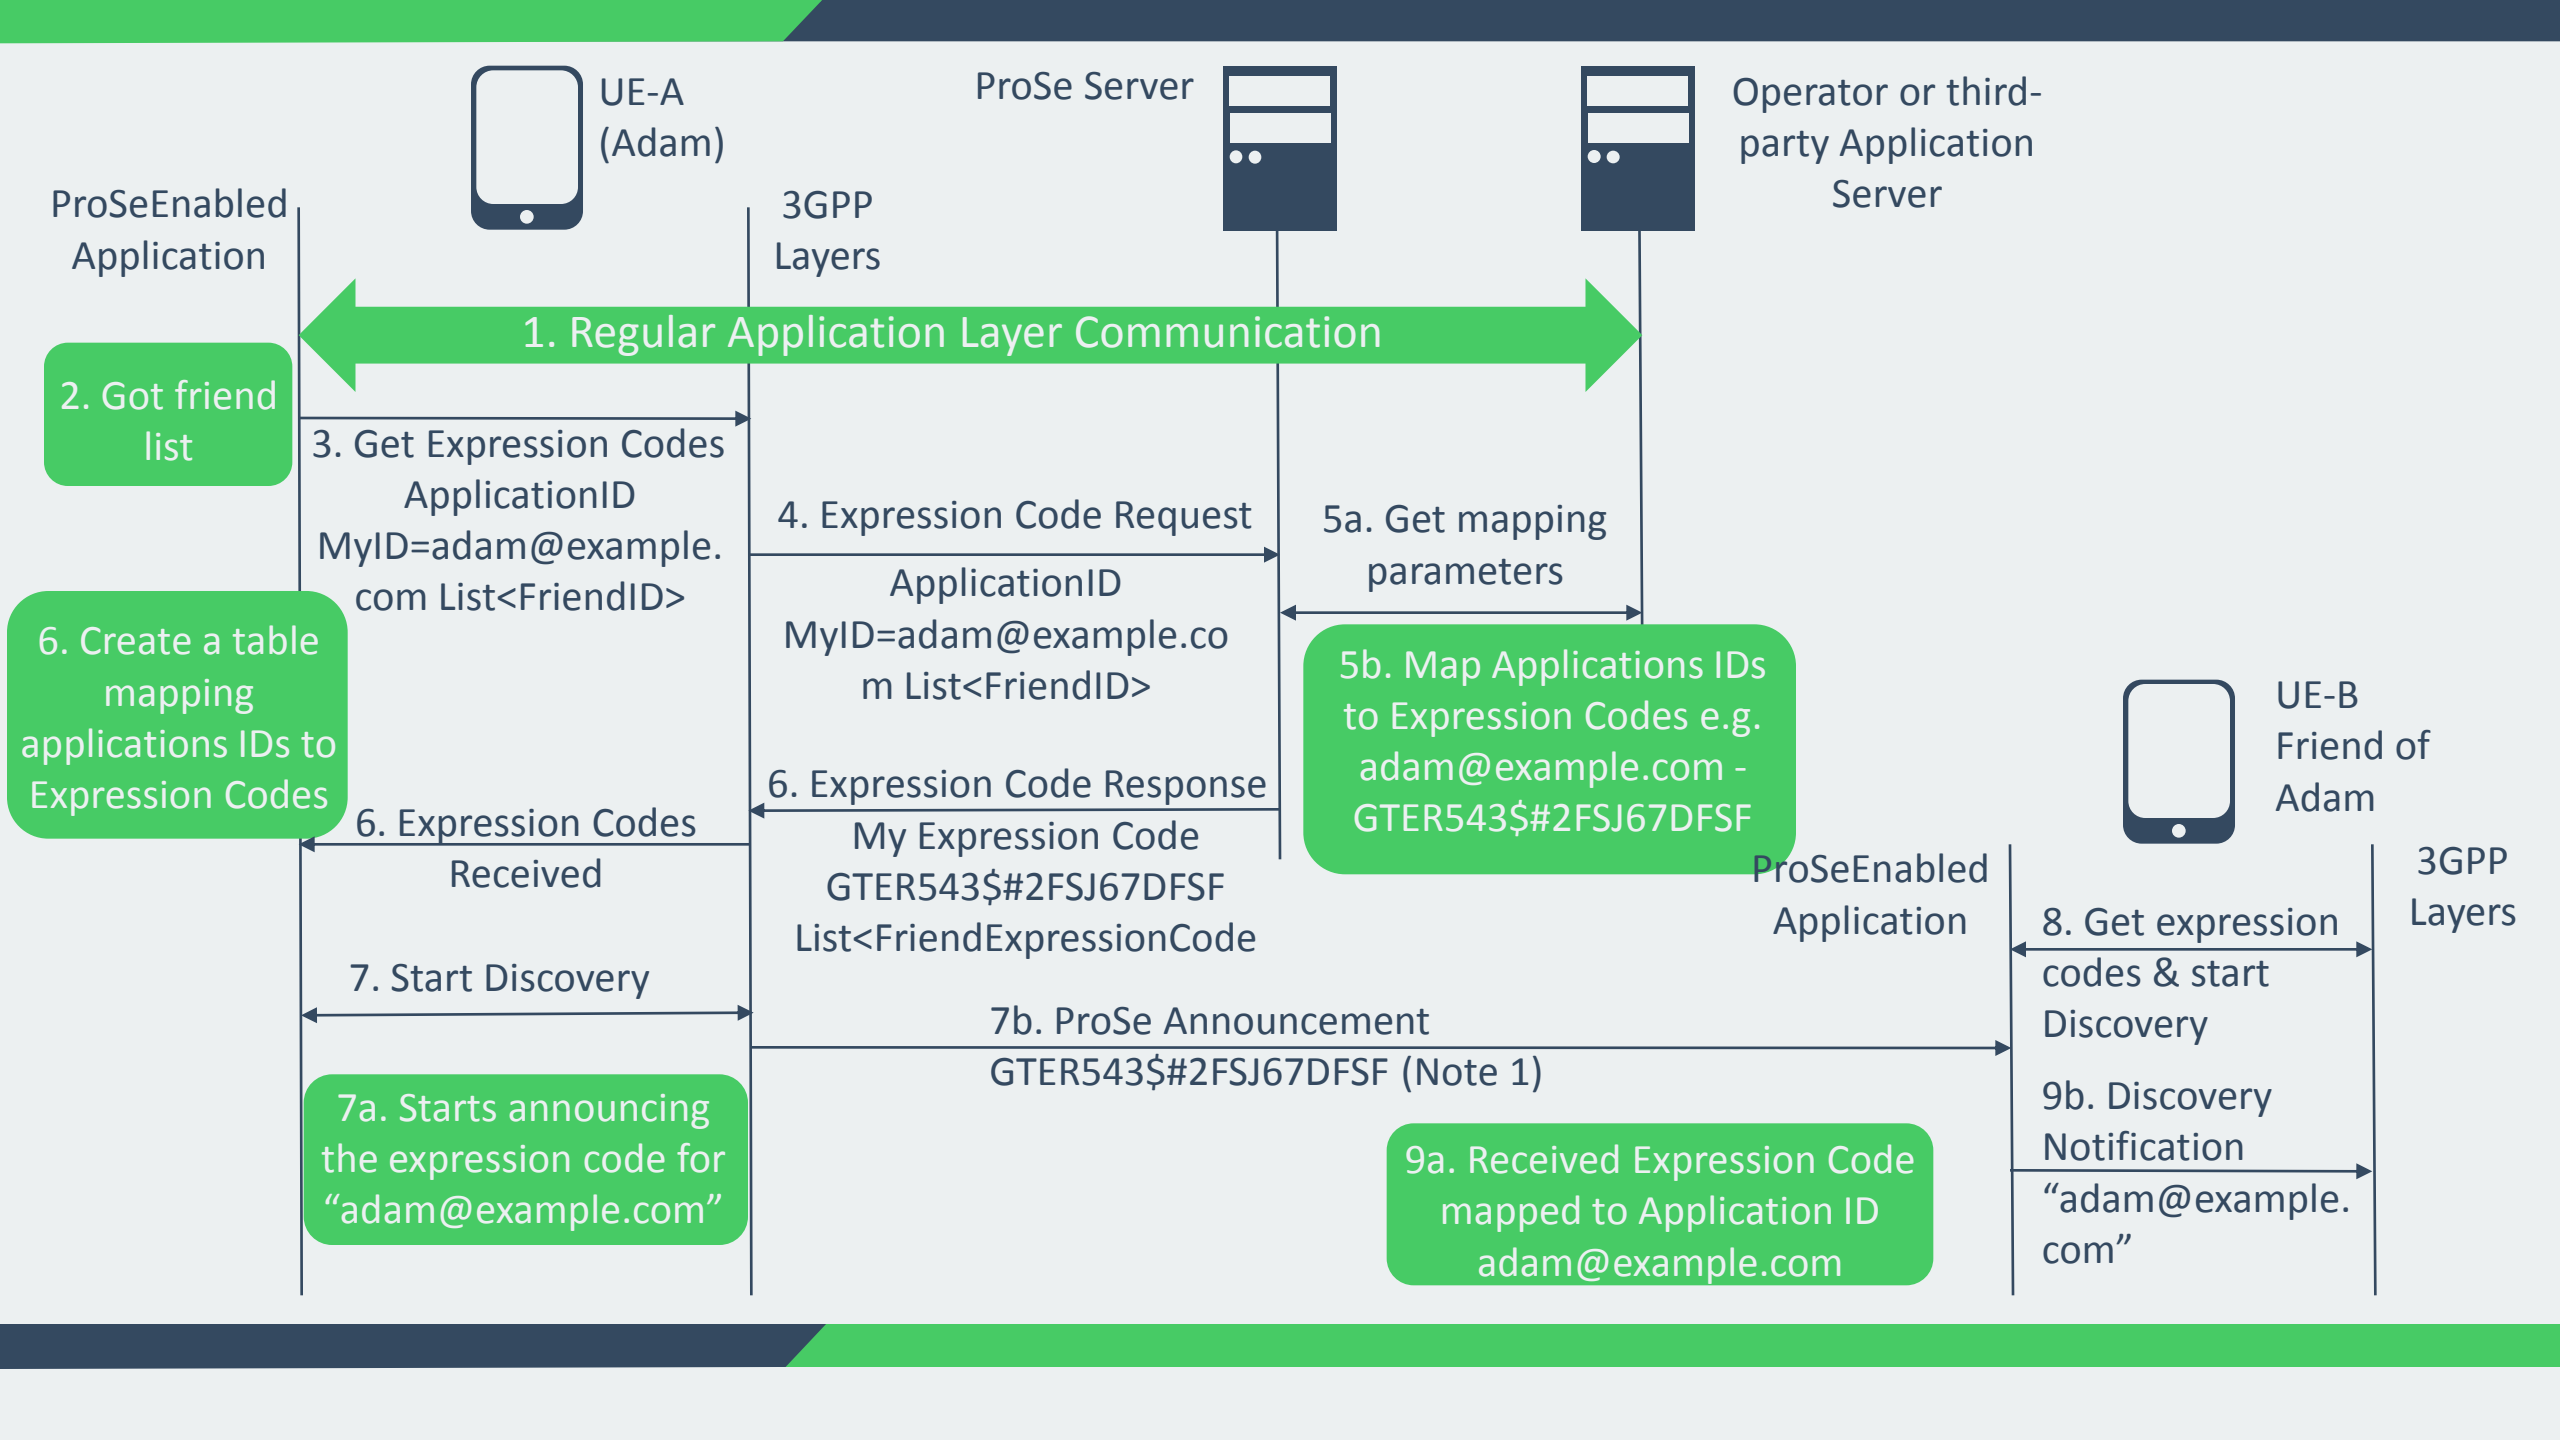 UE-A
(Adam)
ProSe Server
Operator or third-
party Application
Server
ProSeEnabled
Application
3GPP
Layers
1. Regular Application Layer Communication
2. Got friend
list
3. Get Expression Codes
ApplicationID
MyID=adam@example.
com List<FriendID>
4. Expression Code Request
ApplicationID
MyID=adam@example.co
m List<FriendID>
5a. Get mapping
parameters
5b. Map Applications IDs
to Expression Codes e.g.
adam@example.com -
GTER543$#2FSJ67DFSF
6. Create a table
mapping
applications IDs to
Expression Codes
6. Expression Code Response
My Expression Code
GTER543$#2FSJ67DFSF
List<FriendExpressionCode
6. Expression Codes
Received
UE-B
Friend of
Adam
ProSeEnabled
Application
3GPP
Layers
7. Start Discovery
7b. ProSe Announcement
GTER543$#2FSJ67DFSF (Note 1)
8. Get expression
codes & start
Discovery
7a. Starts announcing
the expression code for
“adam@example.com”
9a. Received Expression Code
mapped to Application ID
adam@example.com
9b. Discovery
Notification
“adam@example.
com”